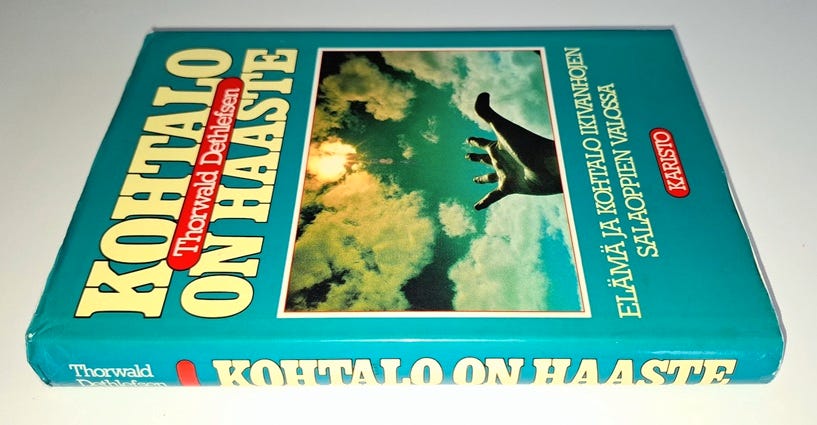 KOHTALO
Thorwald Dethlefsen
ON HAASTE
ELÄMÄ JA KOHTALO IKIVANHOJEN
SALAOPPIEN VALOSSA
KARISTO
Thorwald
Dethlefsen
KOHTALO ON HAASTE